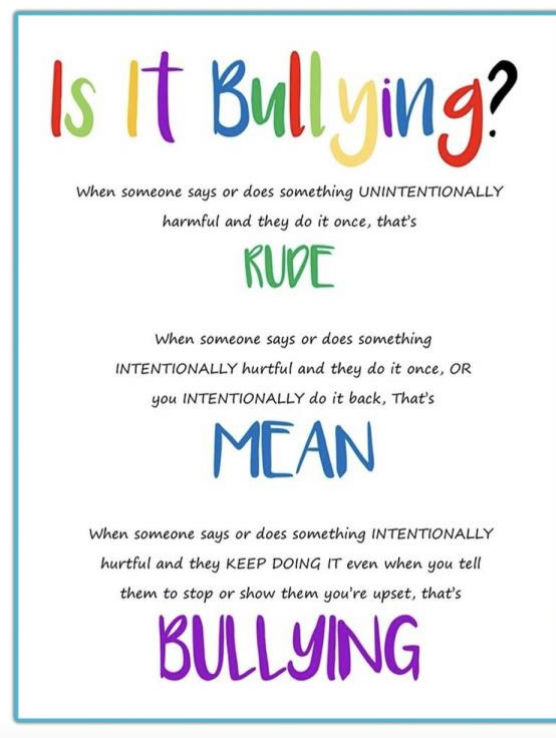 Is It Bullying?
When someone says or does something UNINTENTIONALLY
harmful and they do it once, that's
RUDE
When someone says or does something
INTENTIONALLY hurtful and they do it once, OR
you INTENTIONALLY do it back, That's
MEAN
When someone says or does something INTENTIONALLY
hurtful and they KEEP DOING IT even when you tell
them to stop or show them you're upset, that's
BULLYING